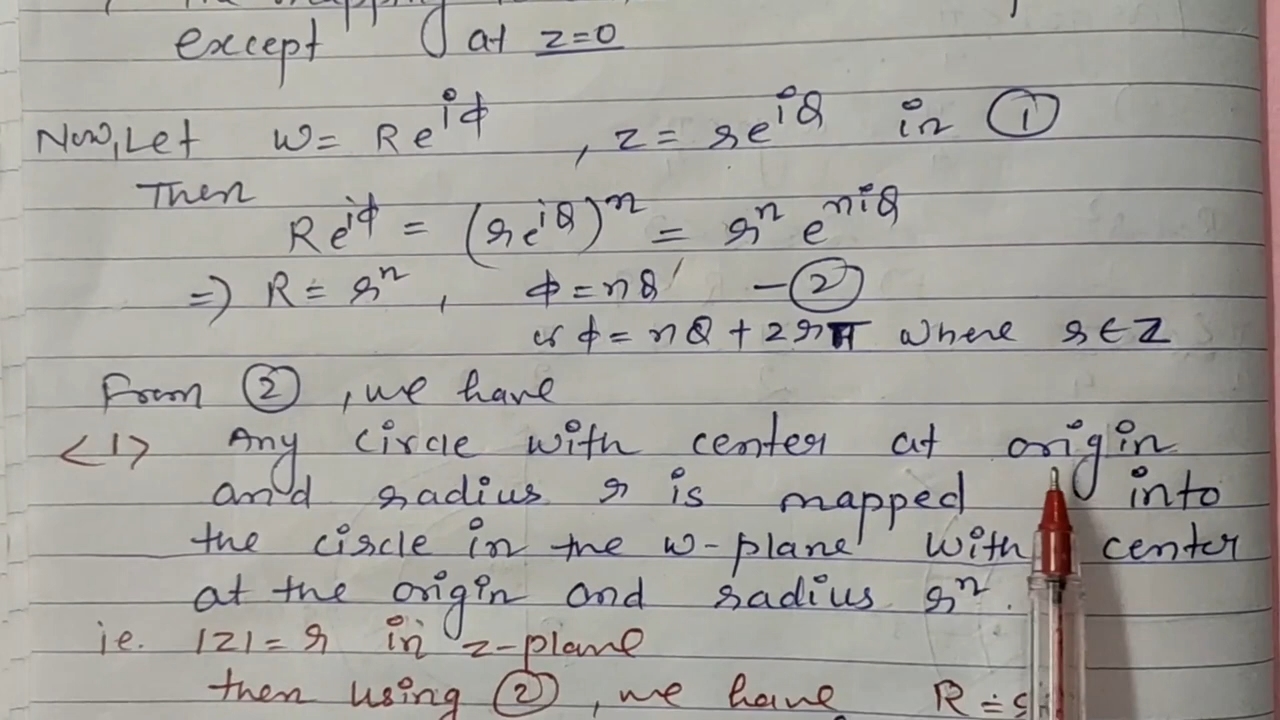 the mapping
except at z=0
Now, Let w = Re^{iϕ} , z = re^{iθ} in ①
Then
Re^{iϕ} = (re^{iθ})^n = r^n e^{niθ}
=> R = r^n , ϕ = nθ — ②
or ϕ = nθ + 2rπ where r ∈ Z
From ②, we have
<1> Any circle with center at origin
and radius r is mapped into
the circle in the w-plane with center
at the origin and radius r^n.
ie. |z| = r in z-plane
then using ②, we have R =